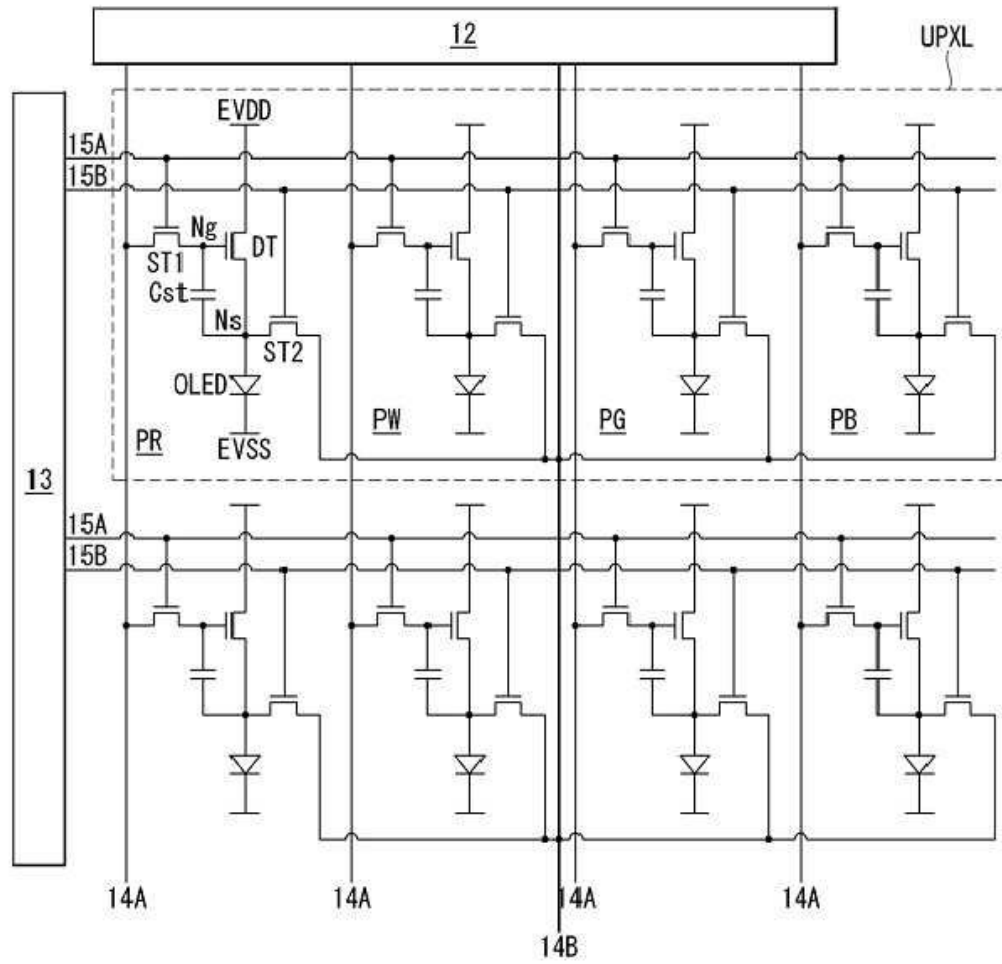 12
UPXL
EVDD
15A
15B
Ng
DT
ST1
Cst
Ns
ST2
OLED
PR
EVSS
PW
PG
PB
13
15A
15B
14A
14A
14A
14A
14B